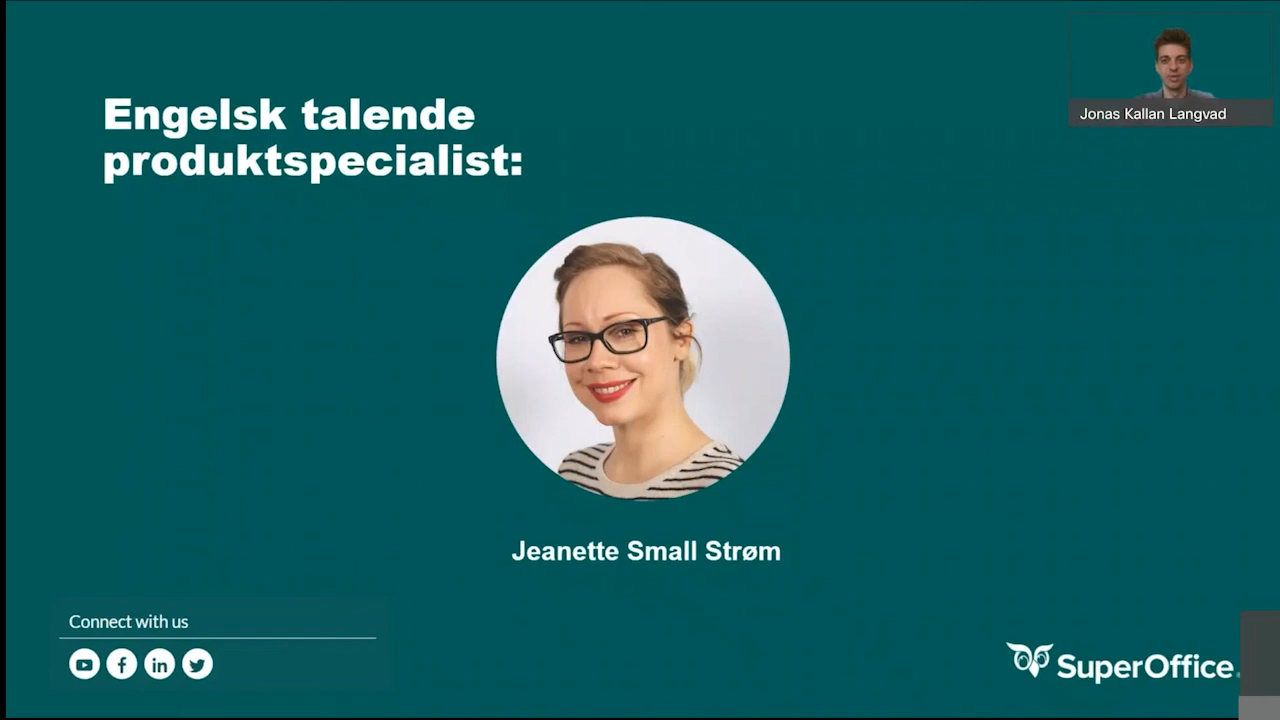 Engelsk talende
produktspecialist:
Jonas Kallan Langvad
Jeanette Small Strøm
Connect with us
SuperOffice.